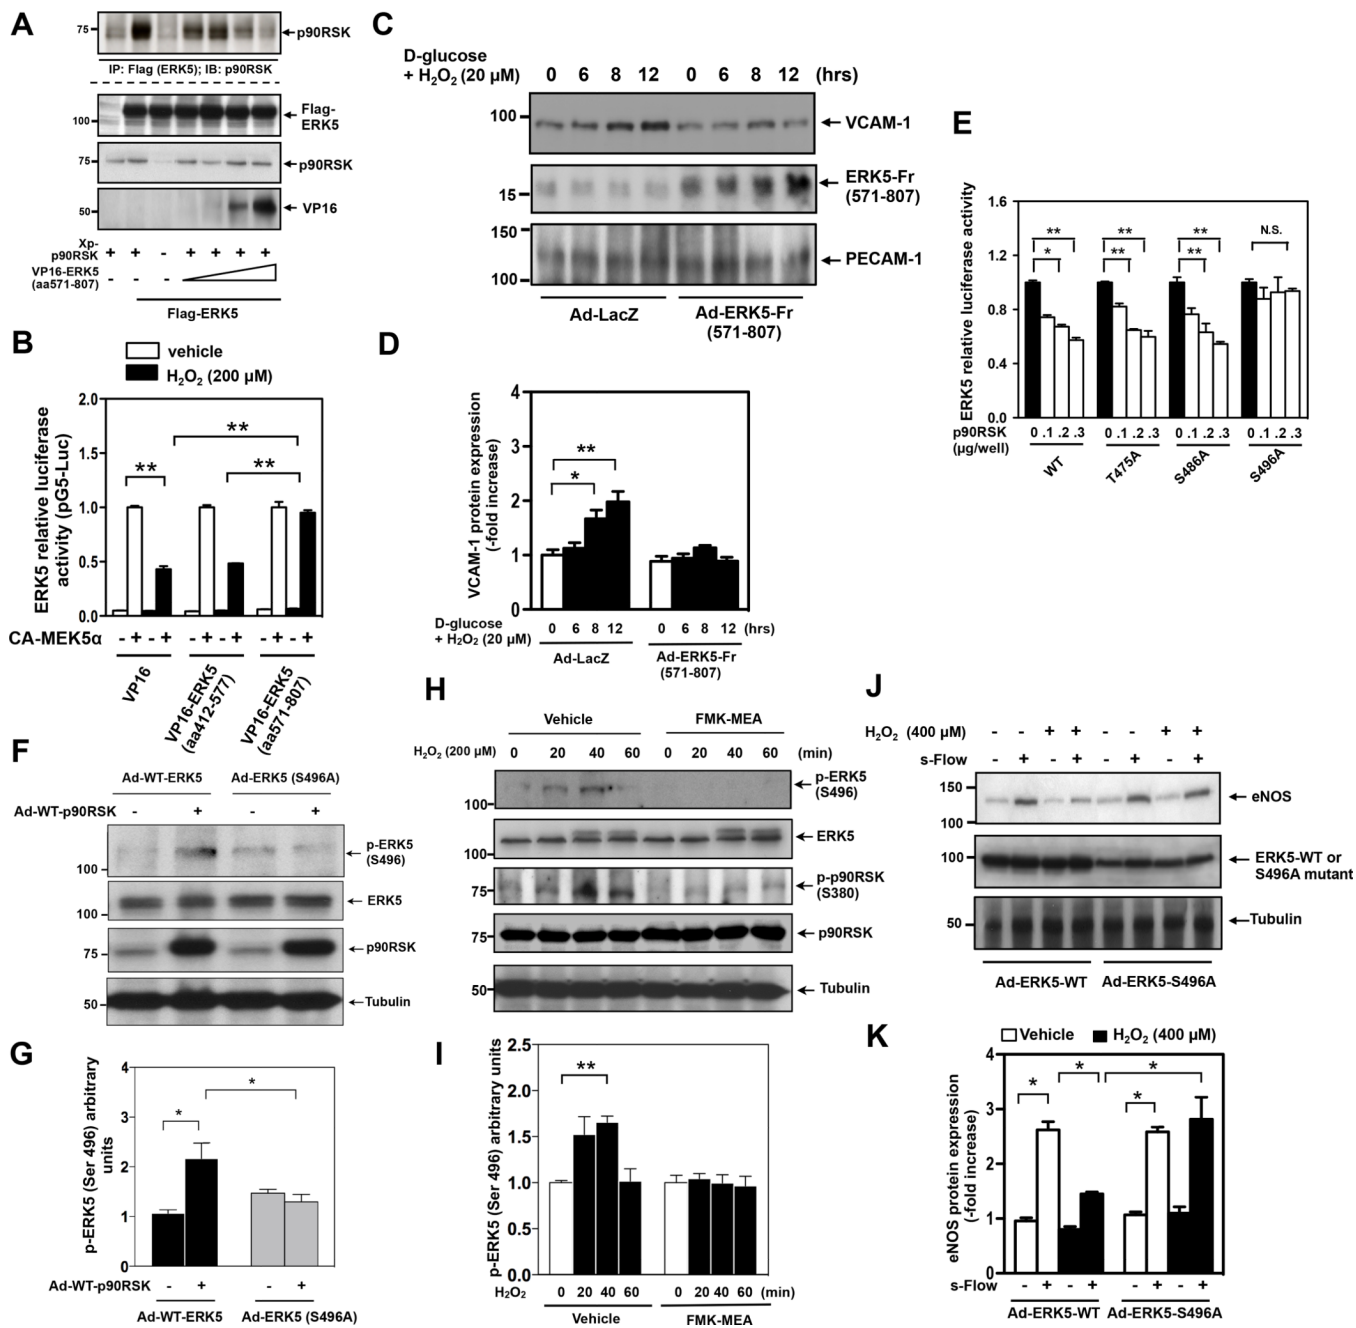 A
75
p90RSK
IP: Flag (ERK5); IB: p90RSK
100
Flag-
ERK5
75
p90RSK
50
VP16
Xp-
p90RSK
+ + - + + + +
VP16-ERK5
(aa571-807)
- - -
Flag-ERK5
B
vehicle
H2O2 (200 µM)
ERK5 relative luciferase
activity (pG5-Luc)
2.0
1.5
1.0
0.5
0.0
**
**
**
CA-MEK5α
- + - + - + - + - + - +
VP16
VP16-ERK5
(aa412-577)
VP16-ERK5
(aa571-807)
C
D-glucose
+ H2O2 (20 µM)
0 6 8 12 0 6 8 12 (hrs)
100
VCAM-1
15
ERK5-Fr
(571-807)
150
100
PECAM-1
Ad-LacZ
Ad-ERK5-Fr
(571-807)
D
VCAM-1 protein expression
(-fold increase)
4
3
2
1
0
**
*
D-glucose
+ H2O2 (20 µM)
0 6 8 12 0 6 8 12 (hrs)
Ad-LacZ
Ad-ERK5-Fr
(571-807)
E
ERK5 relative luciferase activity
1.6
1.2
0.8
0.4
0.0
** ** ** N.S.
* ** **
p90RSK
(µg/well)
0 .1 .2 .3 0 .1 .2 .3 0 .1 .2 .3 0 .1 .2 .3
WT
T475A
S486A
S496A
F
Ad-WT-ERK5
Ad-ERK5 (S496A)
Ad-WT-p90RSK
- + - +
100
p-ERK5
(S496)
100
ERK5
75
p90RSK
50
Tubulin
G
p-ERK5 (Ser 496) arbitrary
units
4
3
2
1
0
*
*
Ad-WT-p90RSK
- + - +
Ad-WT-ERK5
Ad-ERK5 (S496A)
H
Vehicle
FMK-MEA
H2O2 (200 µM)
0 20 40 60 0 20 40 60 (min)
100
p-ERK5
(S496)
100
ERK5
75
p-p90RSK
(S380)
75
p90RSK
50
Tubulin
I
p-ERK5 (Ser 496) arbitrary units
2.5
2.0
1.5
1.0
0.5
0.0
**
H2O2
0 20 40 60 0 20 40 60 (min)
Vehicle
FMK-MEA
J
H2O2 (400 µM)
- - + + - - + +
s-Flow
- + - + - + - +
150
100
eNOS
100
ERK5-WT or
S496A mutant
50
Tubulin
Ad-ERK5-WT
Ad-ERK5-S496A
K
Vehicle
H2O2 (400 µM)
eNOS protein expression
(-fold increase)
4
3
2
1
0
* * * *
*
s-Flow
- + - + - + - +
Ad-ERK5-WT
Ad-ERK5-S496A